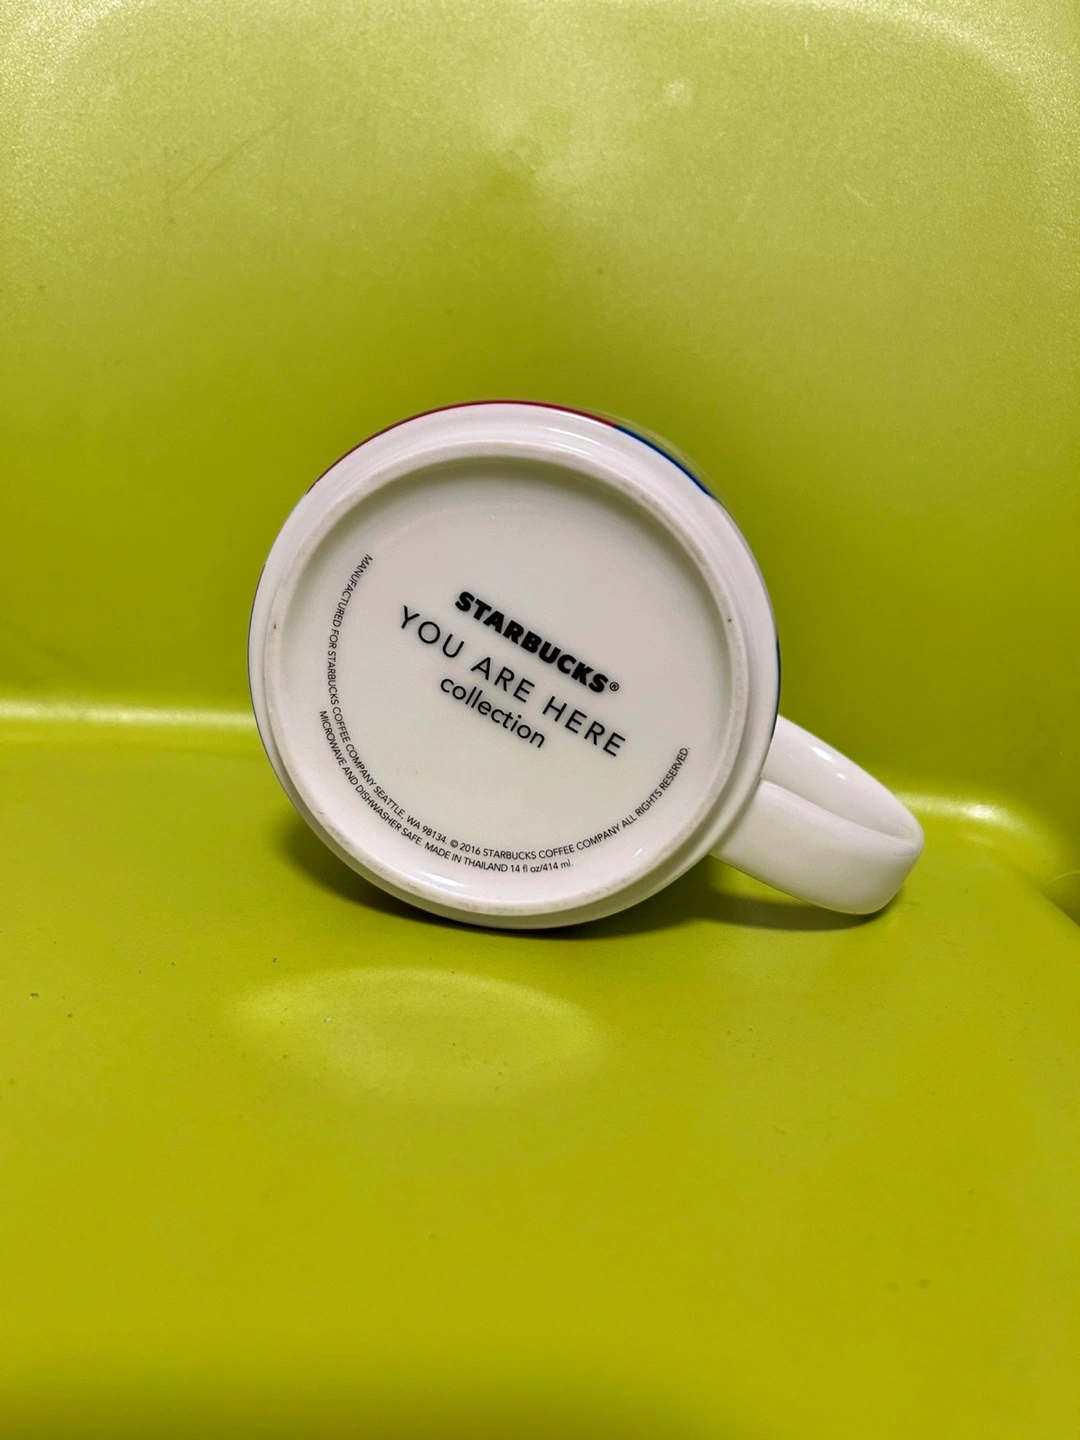 STARBUCKS®
YOU ARE HERE
collection
MANUFACTURED FOR STARBUCKS COFFEE COMPANY SEATTLE, WA 98134. © 2016 STARBUCKS COFFEE COMPANY ALL RIGHTS RESERVED.
MICROWAVE AND DISHWASHER SAFE. MADE IN THAILAND 14 fl oz/414 ml.